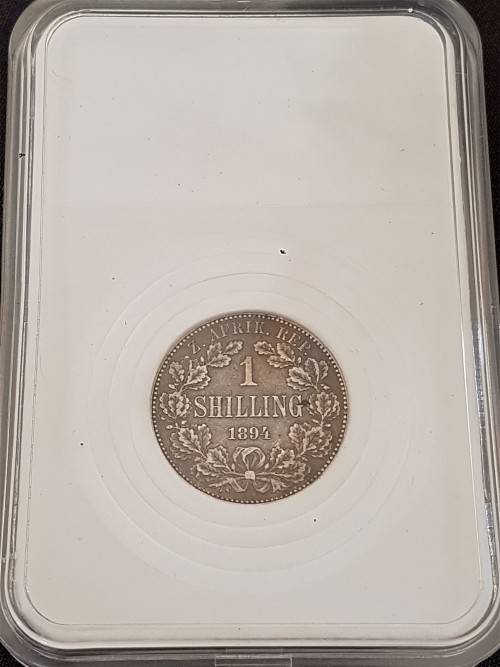 Z. AFRIK. REP.
1
SHILLING
1894